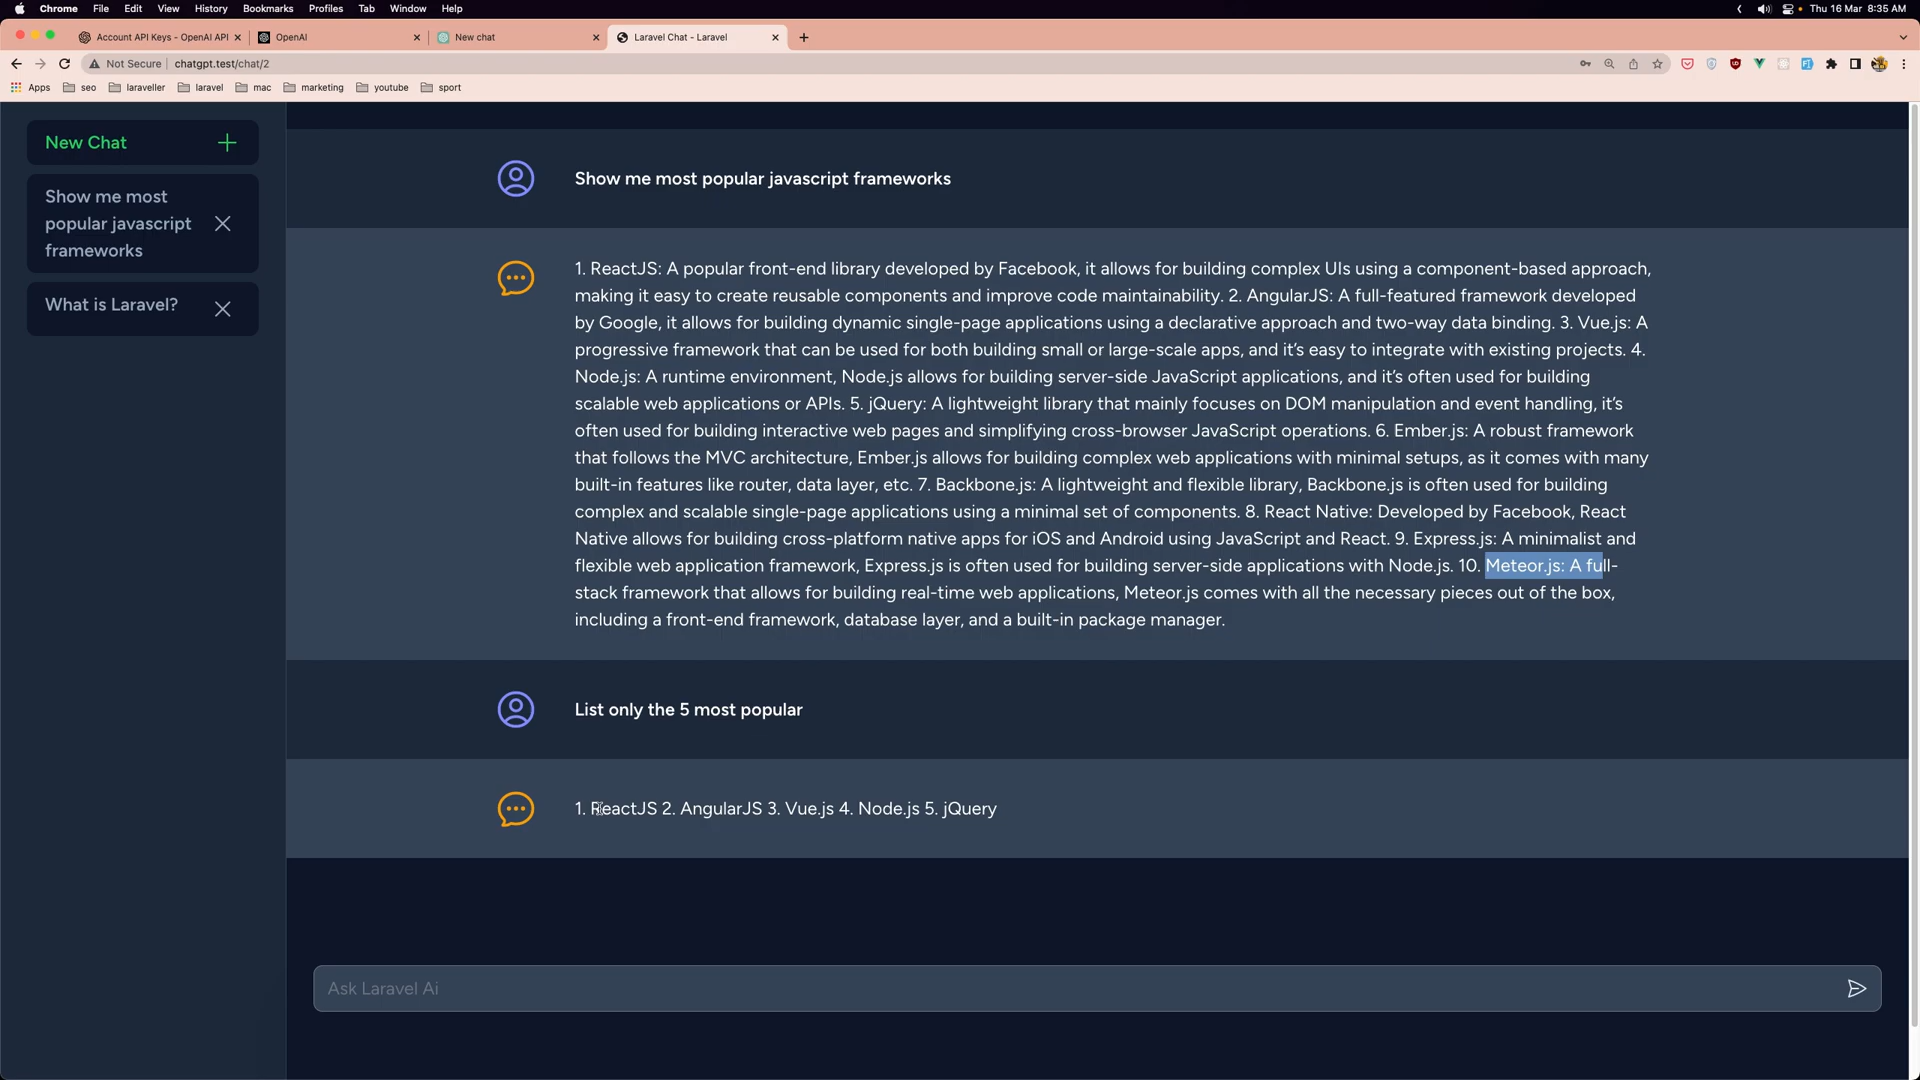 Chrome File Edit View History Bookmarks Profiles Tab Window Help Thu 16 Mar 8:35 AM
Account API Keys - OpenAI API OpenAI New chat Laravel Chat - Laravel
Not Secure chatgpt.test/chat/2
Apps seo laraveller laravel mac marketing youtube sport
New Chat
Show me most
popular javascript
frameworks
What is Laravel?
Show me most popular javascript frameworks
1. ReactJS: A popular front-end library developed by Facebook, it allows for building complex UIs using a component-based approach,
making it easy to create reusable components and improve code maintainability. 2. AngularJS: A full-featured framework developed
by Google, it allows for building dynamic single-page applications using a declarative approach and two-way data binding. 3. Vue.js: A
progressive framework that can be used for both building small or large-scale apps, and it's easy to integrate with existing projects. 4.
Node.js: A runtime environment, Node.js allows for building server-side JavaScript applications, and it's often used for building
scalable web applications or APIs. 5. jQuery: A lightweight library that mainly focuses on DOM manipulation and event handling, it's
often used for building interactive web pages and simplifying cross-browser JavaScript operations. 6. Ember.js: A robust framework
that follows the MVC architecture, Ember.js allows for building complex web applications with minimal setups, as it comes with many
built-in features like router, data layer, etc. 7. Backbone.js: A lightweight and flexible library, Backbone.js is often used for building
complex and scalable single-page applications using a minimal set of components. 8. React Native: Developed by Facebook, React
Native allows for building cross-platform native apps for iOS and Android using JavaScript and React. 9. Express.js: A minimalist and
flexible web application framework, Express.js is often used for building server-side applications with Node.js. 10. Meteor.js: A full-
stack framework that allows for building real-time web applications, Meteor.js comes with all the necessary pieces out of the box,
including a front-end framework, database layer, and a built-in package manager.
List only the 5 most popular
1. ReactJS 2. AngularJS 3. Vue.js 4. Node.js 5. jQuery
Ask Laravel Ai